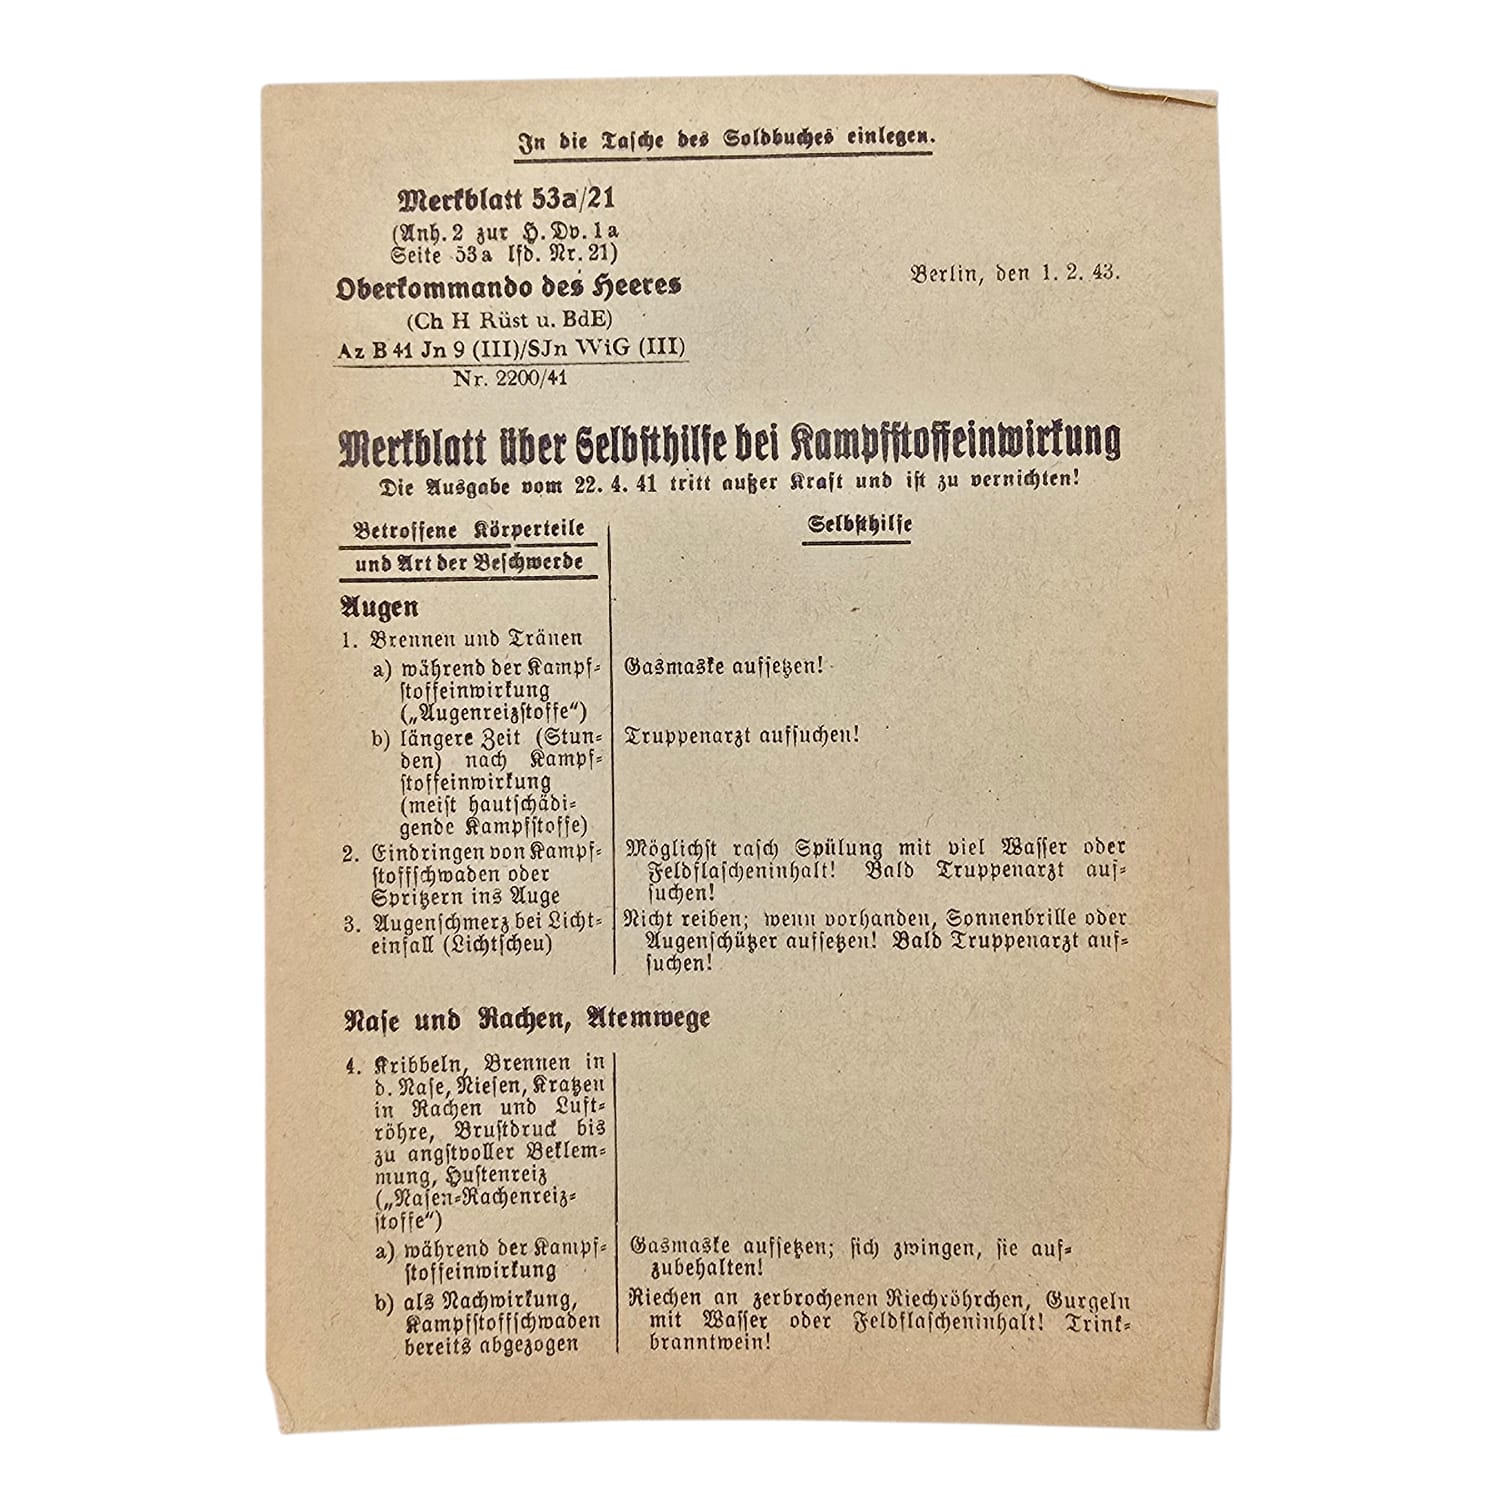 In die Tasche des Soldbuches einlegen.
Merkblatt 53a/21
(Anh. 2 zur H. Dv. 1a
Seite 53a lfd. Nr. 21)
Oberkommando des Heeres
(Ch H Rüst u. BdE)
Az B 41 Jn 9 (III)/SJn WiG (III)
Nr. 2200/41
Berlin, den 1. 2. 43.
Merkblatt über Selbsthilfe bei Kampfstoffeinwirkung
Die Ausgabe vom 22. 4. 41 tritt außer Kraft und ist zu vernichten!
Betroffene Körperteile
und Art der Beschwerde
Selbsthilfe
Augen
1. Brennen und Tränen
a) während der Kampf-
stoffeinwirkung
(„Augenreizstoffe“)
Gasmaske aufsetzen!
b) längere Zeit (Stun-
den) nach Kampf-
stoffeinwirkung
(meist hautschädi-
gende Kampfstoffe)
Truppenarzt aufsuchen!
2. Eindringen von Kampf-
stoffschwaden oder
Spritzern ins Auge
Möglichst rasch Spülung mit viel Wasser oder
Feldflascheninhalt! Bald Truppenarzt auf-
suchen!
3. Augenschmerz bei Licht-
einfall (Lichtscheu)
Nicht reiben; wenn vorhanden, Sonnenbrille oder
Augenschützer aufsetzen! Bald Truppenarzt auf-
suchen!
Nase und Rachen, Atemwege
4. Kribbeln, Brennen in
d. Nase, Niesen, Kratzen
in Rachen und Luft-
röhre, Brustdruck bis
zu angstvoller Beklem-
mung, Hustenreiz
(„Nasen-Rachenreiz-
stoffe“)
a) während der Kampf-
stoffeinwirkung
Gasmaske aufsetzen; sich zwingen, sie auf-
zubehalten!
b) als Nachwirkung,
Kampfstoffschwaden
bereits abgezogen
Riechen an zerbrochenen Riechröhrchen, Gurgeln
mit Wasser oder Feldflascheninhalt! Trink-
branntwein!